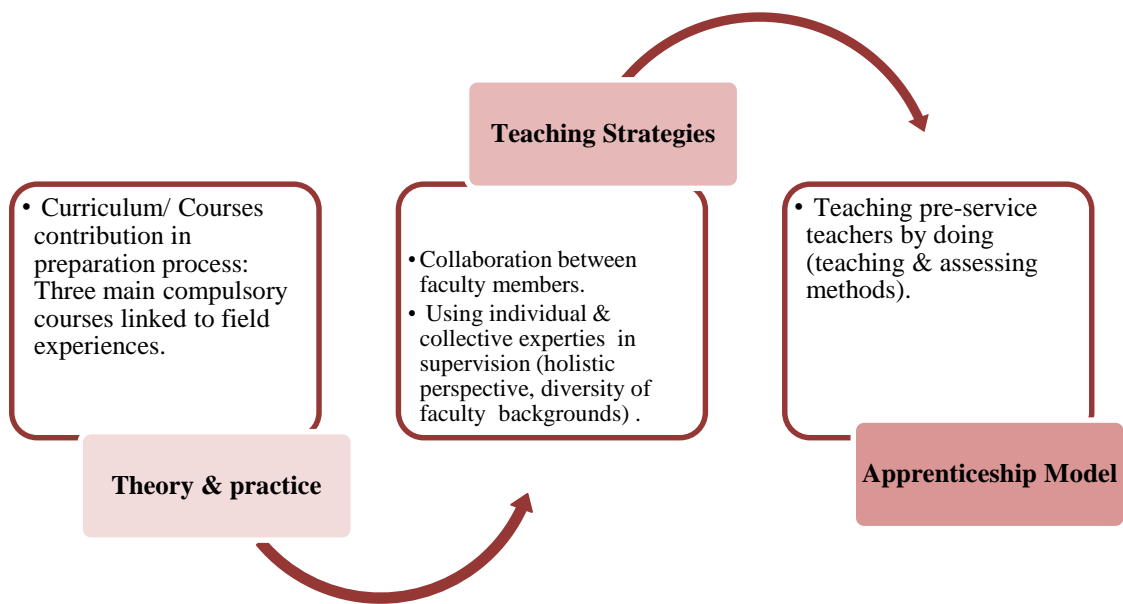 • Curriculum/ Courses
contribution in
preparation process:
Three main compulsory
courses linked to field
experiences.
Theory & practice
Teaching Strategies
• Collaboration between
faculty members.
• Using individual &
collective experties in
supervision (holistic
perspective, diversity of
faculty backgrounds) .
• Teaching pre-service
teachers by doing
(teaching & assessing
methods).
Apprenticeship Model